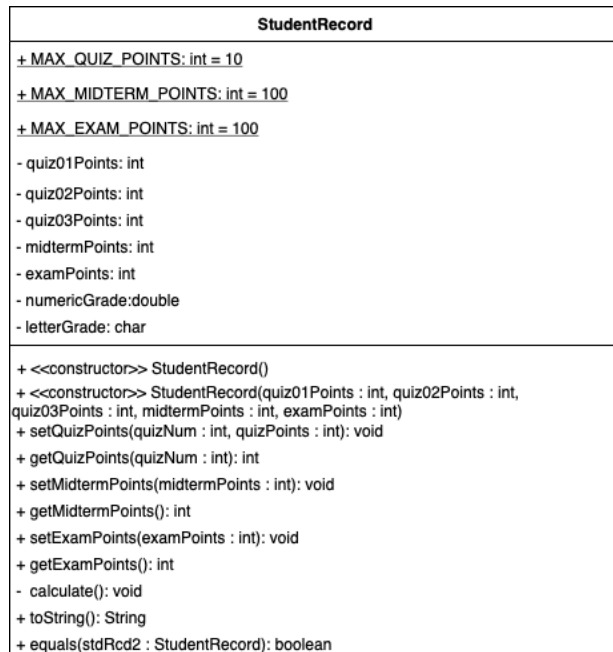 StudentRecord
+ MAX_QUIZ_POINTS: int = 10
+ MAX_MIDTERM_POINTS: int = 100
+ MAX_EXAM_POINTS: int = 100
- quiz01Points: int
- quiz02Points: int
- quiz03Points: int
- midtermPoints: int
- examPoints: int
- numericGrade:double
- letterGrade: char
+ <<constructor>> StudentRecord()
+ <<constructor>> StudentRecord(quiz01Points : int, quiz02Points : int,
quiz03Points : int, midtermPoints : int, examPoints : int)
+ setQuizPoints(quizNum : int, quizPoints : int): void
+ getQuizPoints(quizNum : int): int
+ setMidtermPoints(midtermPoints : int): void
+ getMidtermPoints(): int
+ setExamPoints(examPoints : int): void
+ getExamPoints(): int
- calculate(): void
+ toString(): String
+ equals(stdRcd2 : StudentRecord): boolean